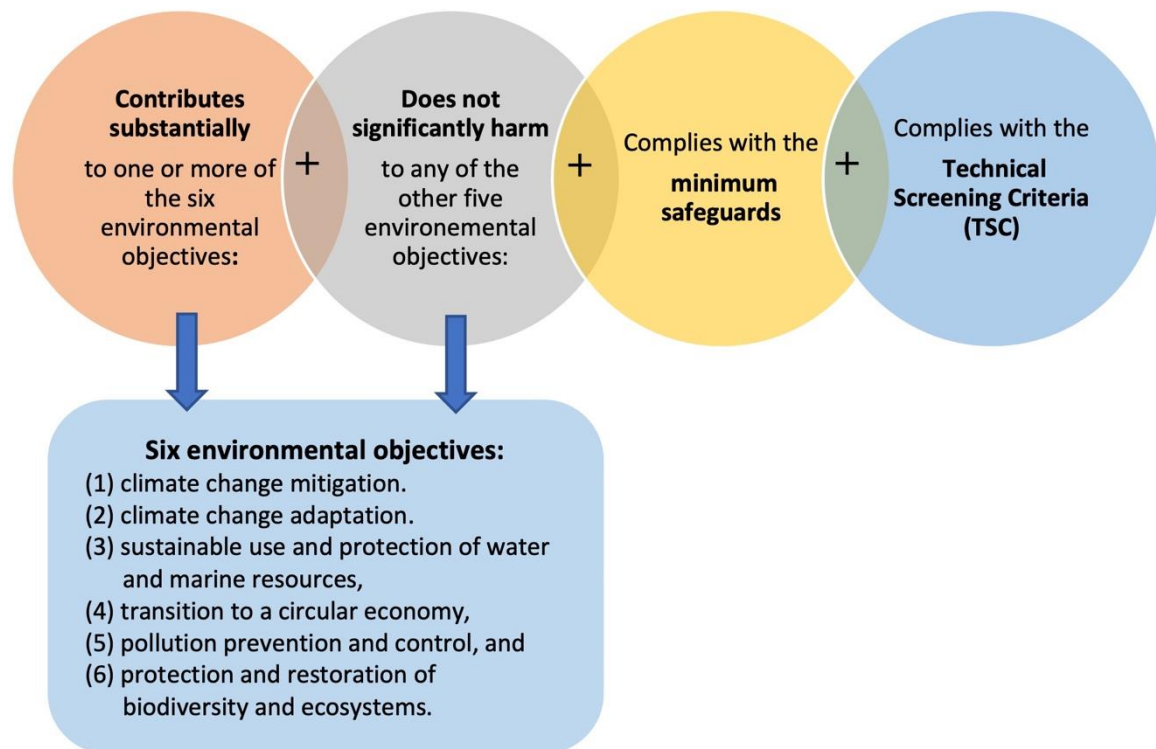 Contributes
substantially
to one or more of
the six
environmental
objectives:
+
Does not
significantly harm
to any of the
other five
environemental
objectives:
+
Complies with the
minimum
safeguards
+
Complies with the
Technical
Screening Criteria
(TSC)
Six environmental objectives:
(1) climate change mitigation.
(2) climate change adaptation.
(3) sustainable use and protection of water
and marine resources,
(4) transition to a circular economy,
(5) pollution prevention and control, and
(6) protection and restoration of
biodiversity and ecosystems.